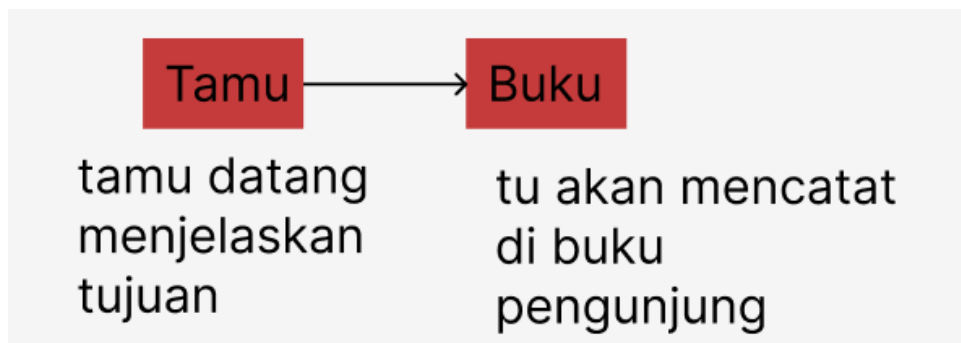 Tamu
Buku
tamu datang
menjelaskan
tujuan
tu akan mencatat
di buku
pengunjung